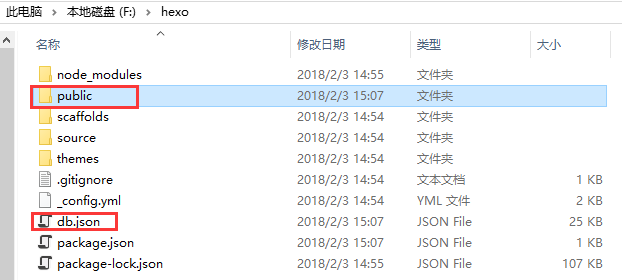 此电脑 › 本地磁盘 (F:) › hexo
名称 修改日期 类型 大小
node_modules 2018/2/3 14:55 文件夹
public 2018/2/3 15:07 文件夹
scaffolds 2018/2/3 14:54 文件夹
source 2018/2/3 14:54 文件夹
themes 2018/2/3 14:54 文件夹
.gitignore 2018/2/3 14:54 文本文档 1 KB
_config.yml 2018/2/3 14:54 YML 文件 2 KB
db.json 2018/2/3 15:07 JSON File 25 KB
package.json 2018/2/3 15:07 JSON File 1 KB
package-lock.json 2018/2/3 14:54 JSON File 107 KB